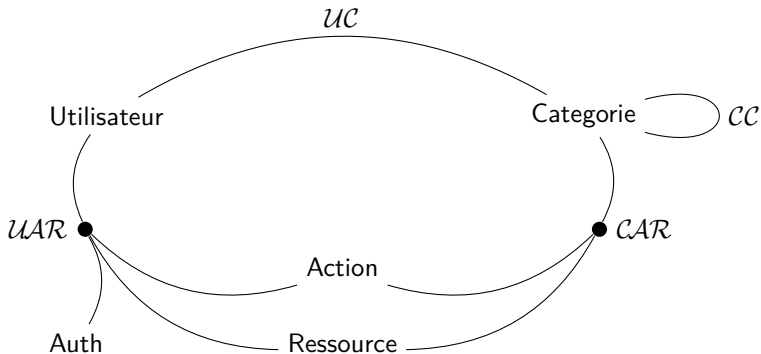 UC
Utilisateur
Categorie
CC
UAR
CAR
Action
Auth
Ressource